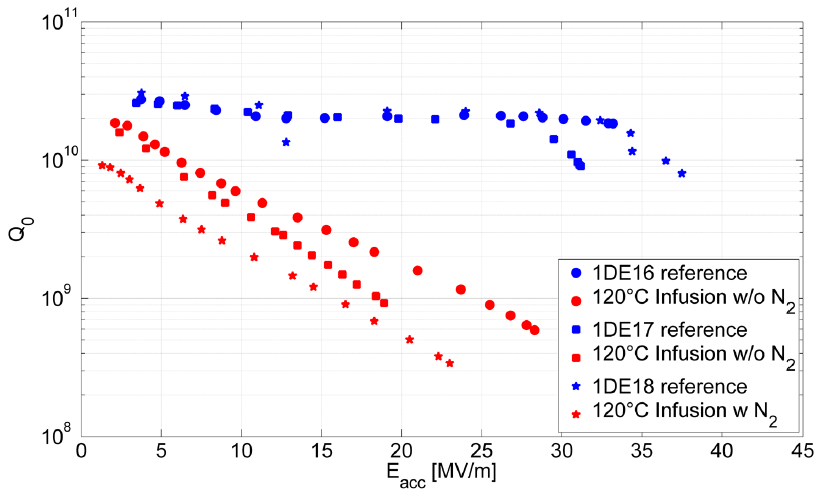 10^11
10^10
10^9
10^8
Q_0
0 5 10 15 20 25 30 35 40 45
E_acc [MV/m]
1DE16 reference
120°C Infusion w/o N_2
1DE17 reference
120°C Infusion w/o N_2
1DE18 reference
120°C Infusion w N_2